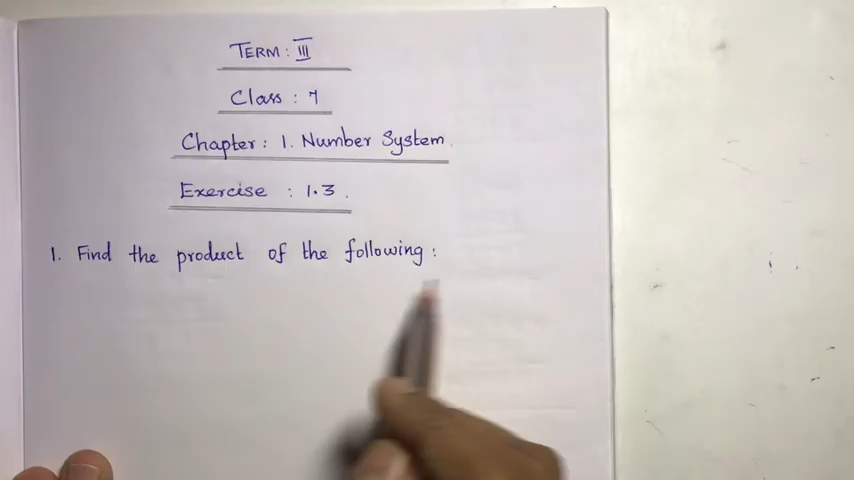 TERM: III
Class: 7
Chapter: 1. Number System.
Exercise: 1.3.
1. Find the product of the following: